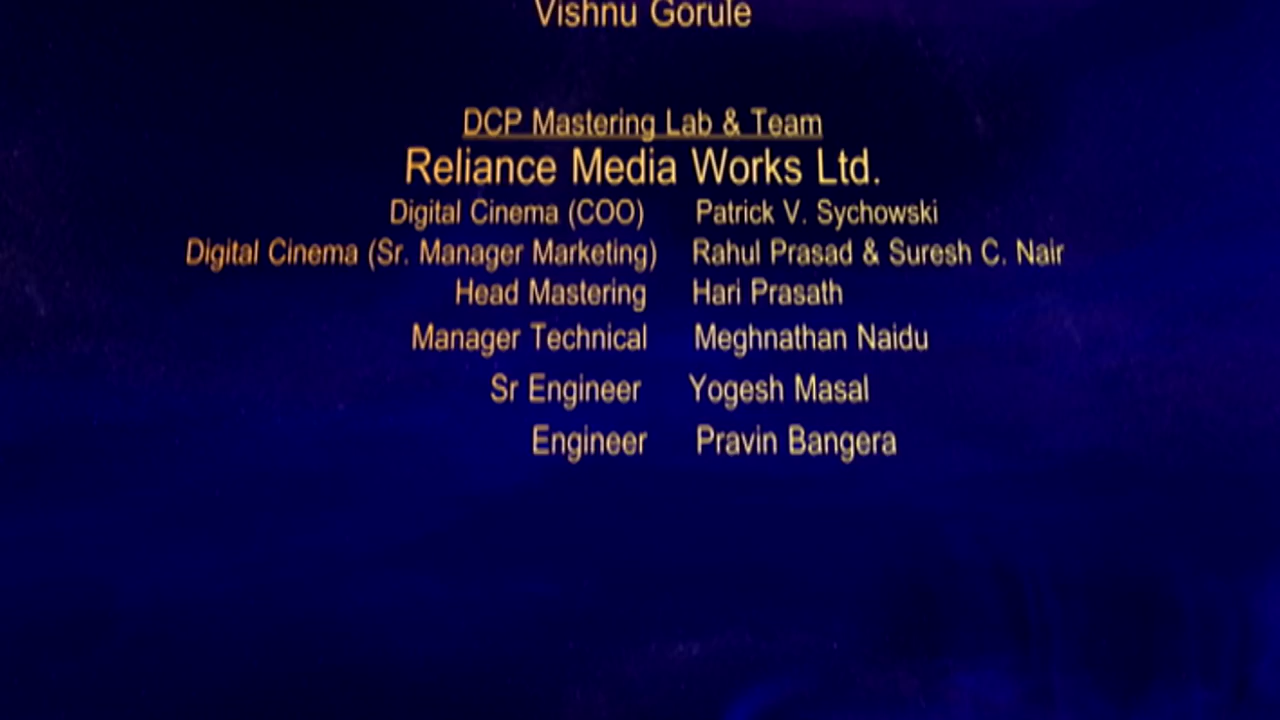 Vishnu Gorule
DCP Mastering Lab & Team
Reliance Media Works Ltd.
Digital Cinema (COO) Patrick V. Sychowski
Digital Cinema (Sr. Manager Marketing) Rahul Prasad & Suresh C. Nair
Head Mastering Hari Prasath
Manager Technical Meghnathan Naidu
Sr Engineer Yogesh Masal
Engineer Pravin Bangera